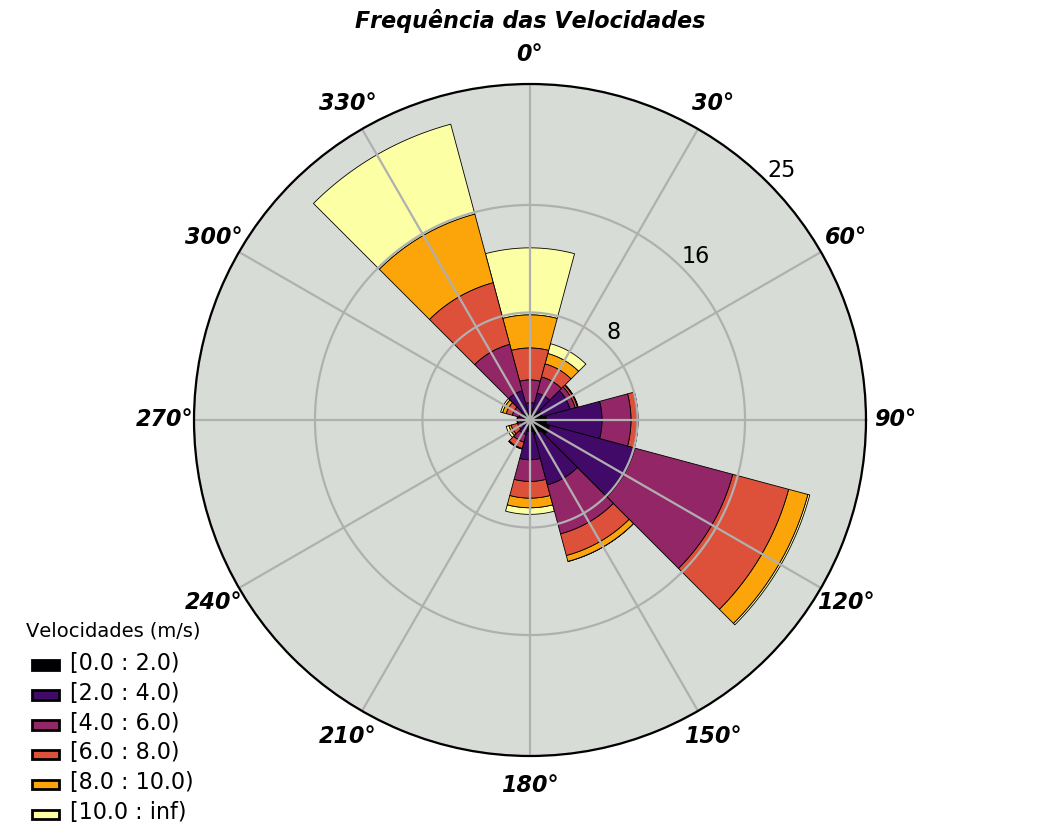 Frequência das Velocidades
0°
330°
30°
25
300°
60°
16
8
270°
90°
240°
120°
210°
150°
180°
Velocidades (m/s)
[0.0 : 2.0)
[2.0 : 4.0)
[4.0 : 6.0)
[6.0 : 8.0)
[8.0 : 10.0)
[10.0 : inf)